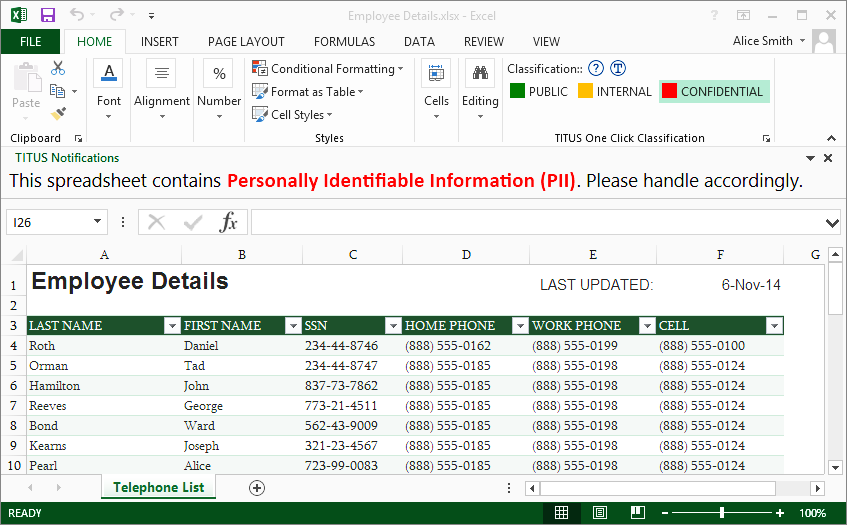 Employee Details.xlsx - Excel
FILE HOME INSERT PAGE LAYOUT FORMULAS DATA REVIEW VIEW Alice Smith
Paste
Clipboard
Font
Alignment
Number
Conditional Formatting
Format as Table
Cell Styles
Styles
Cells
Editing
Classification::
PUBLIC INTERNAL CONFIDENTIAL
TITUS One Click Classification
TITUS Notifications
This spreadsheet contains Personally Identifiable Information (PII). Please handle accordingly.
I26 fx
A B C D E F G
1 Employee Details LAST UPDATED: 6-Nov-14
2
3 LAST NAME FIRST NAME SSN HOME PHONE WORK PHONE CELL
4 Roth Daniel 234-44-8746 (888) 555-0162 (888) 555-0199 (888) 555-0100
5 Orman Tad 234-44-8747 (888) 555-0185 (888) 555-0198 (888) 555-0124
6 Hamilton John 837-73-7862 (888) 555-0185 (888) 555-0198 (888) 555-0124
7 Reeves George 773-21-4511 (888) 555-0185 (888) 555-0198 (888) 555-0124
8 Bond Ward 562-43-9009 (888) 555-0185 (888) 555-0198 (888) 555-0124
9 Kearns Joseph 321-23-4567 (888) 555-0185 (888) 555-0198 (888) 555-0124
10 Pearl Alice 723-99-0083 (888) 555-0185 (888) 555-0198 (888) 555-0124
Telephone List
READY 100%